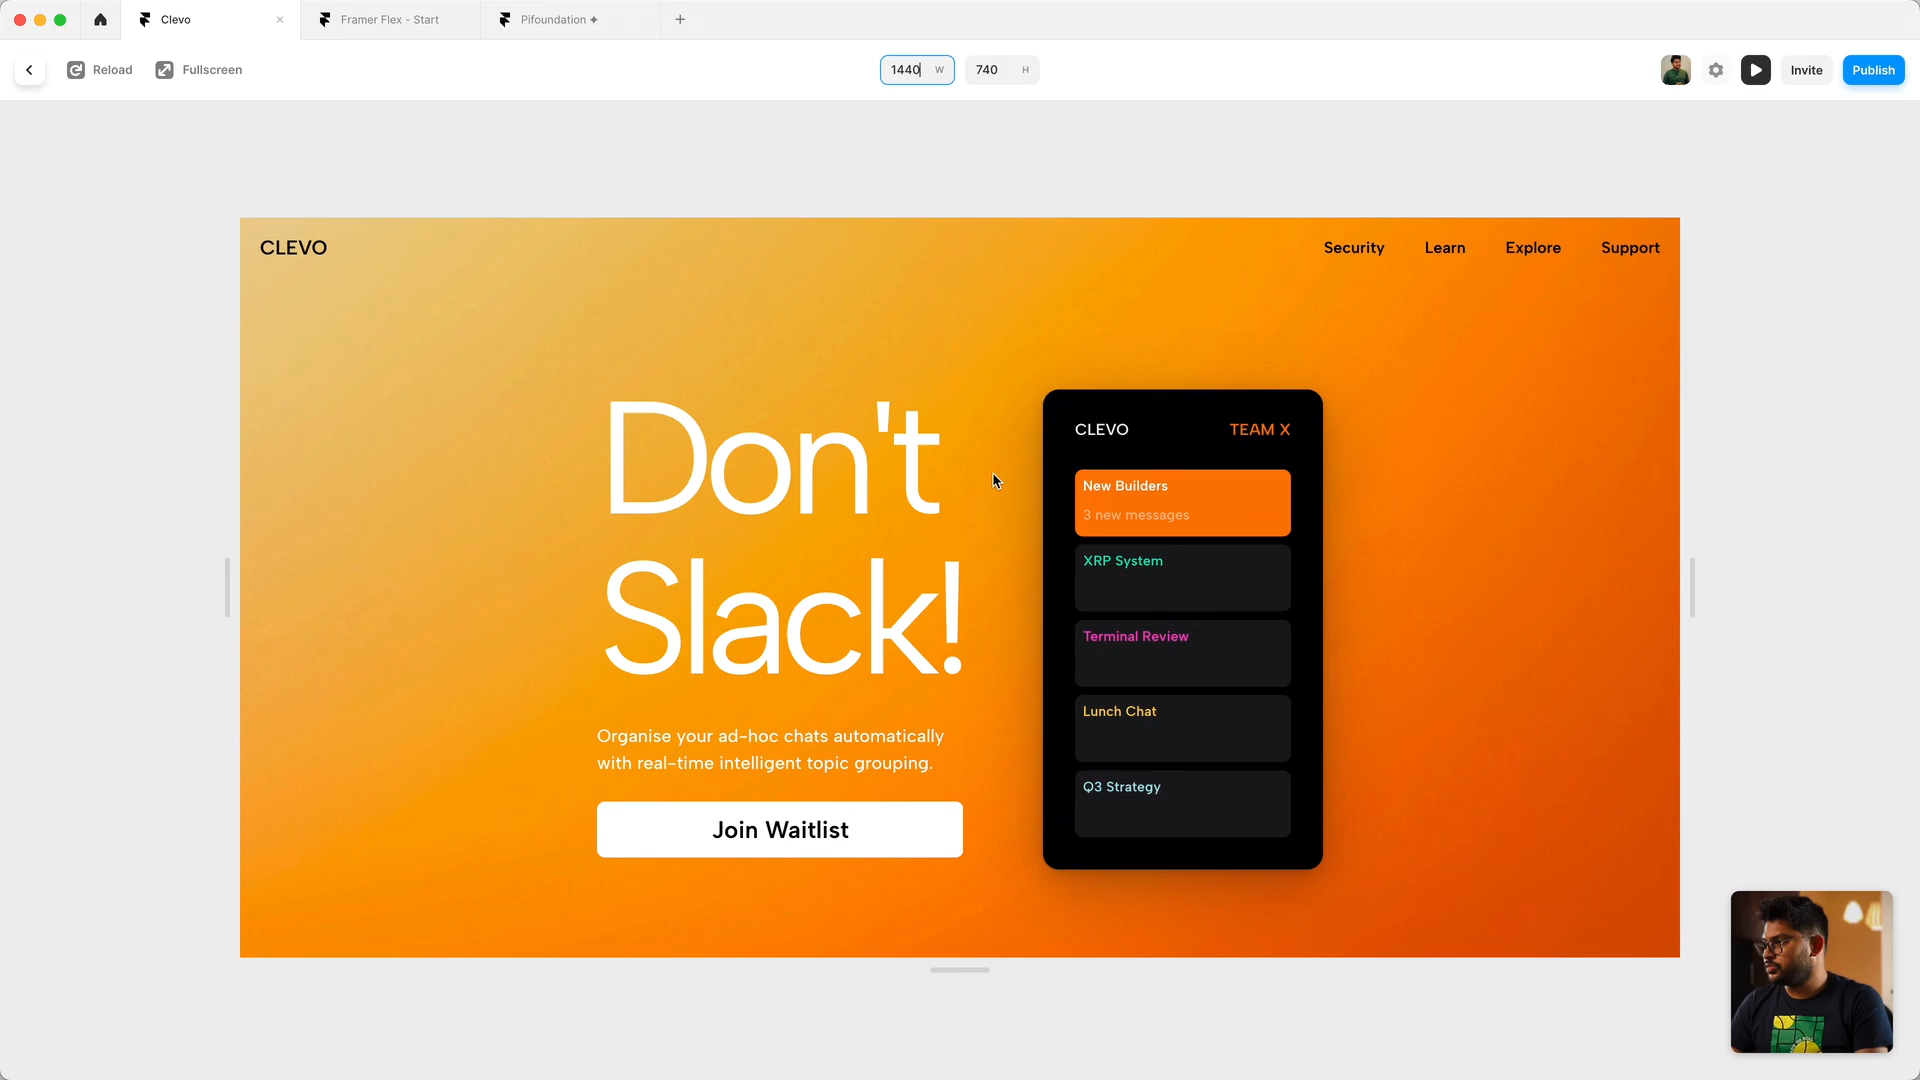 Clevo
Framer Flex - Start
Pifoundation ✦
Reload
Fullscreen
1440 W
740 H
Invite
Publish
CLEVO
Security
Learn
Explore
Support
Don't
Slack!
Organise your ad-hoc chats automatically
with real-time intelligent topic grouping.
Join Waitlist
CLEVO
TEAM X
New Builders
3 new messages
XRP System
Terminal Review
Lunch Chat
Q3 Strategy